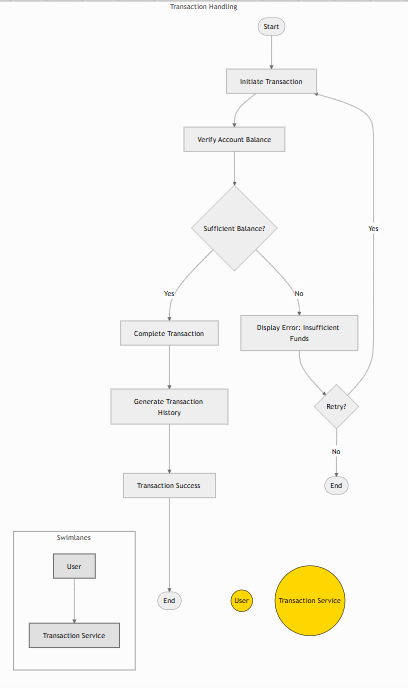 Transaction Handling
Start
Initiate Transaction
Verify Account Balance
Sufficient Balance?
Yes
Yes
No
Complete Transaction
Display Error: Insufficient
Funds
Generate Transaction
History
Retry?
No
Transaction Success
End
Swimlanes
User
Transaction Service
End
User
Transaction Service